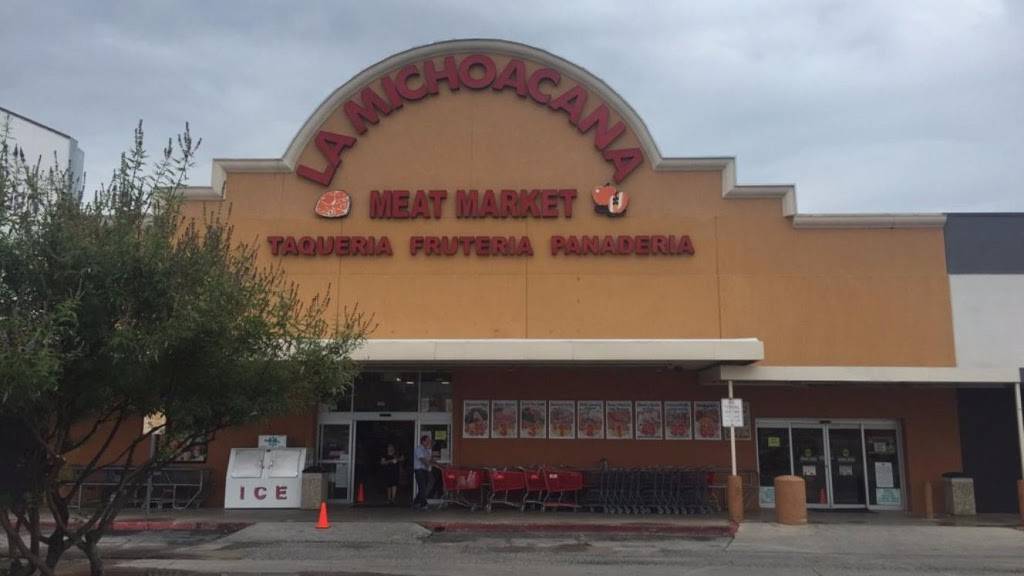 LA MICHOACANA
MEAT MARKET
TAQUERIA FRUTERIA PANADERIA
ICE